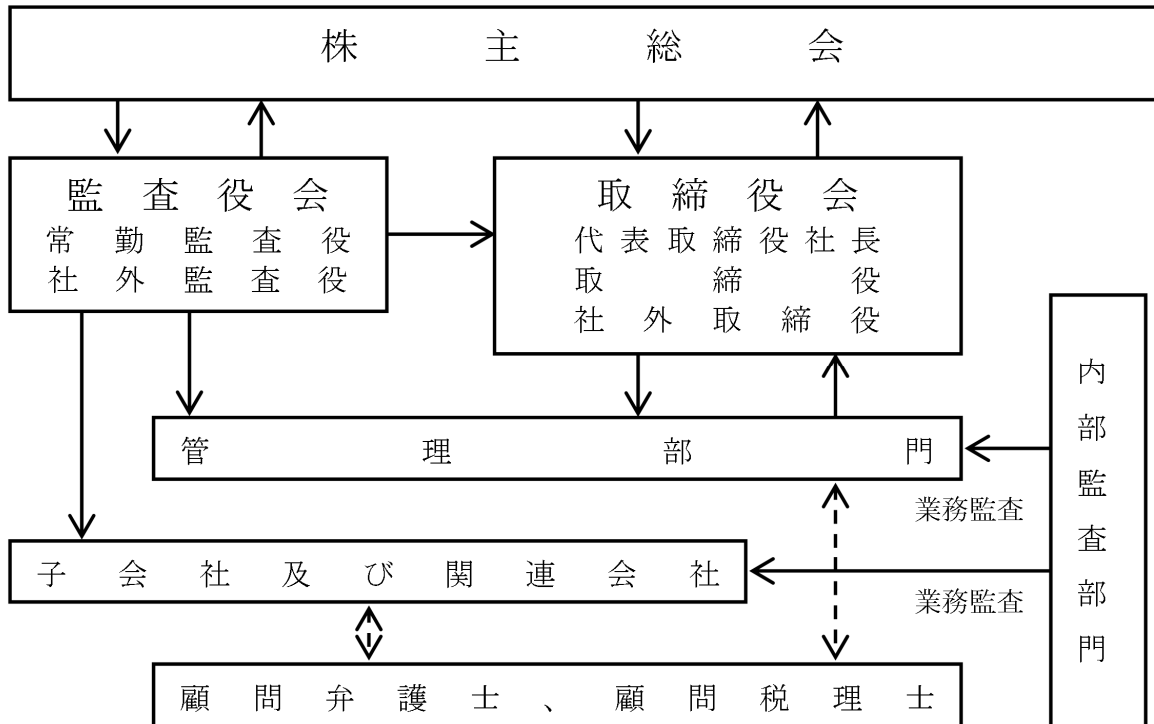 株主総会
監査役会
常勤監査役
社外監査役
取締役会
代表取締役社長
取締役
社外取締役
内部監査部門
管理部門
業務監査
子会社及び関連会社
業務監査
顧問弁護士、顧問税理士